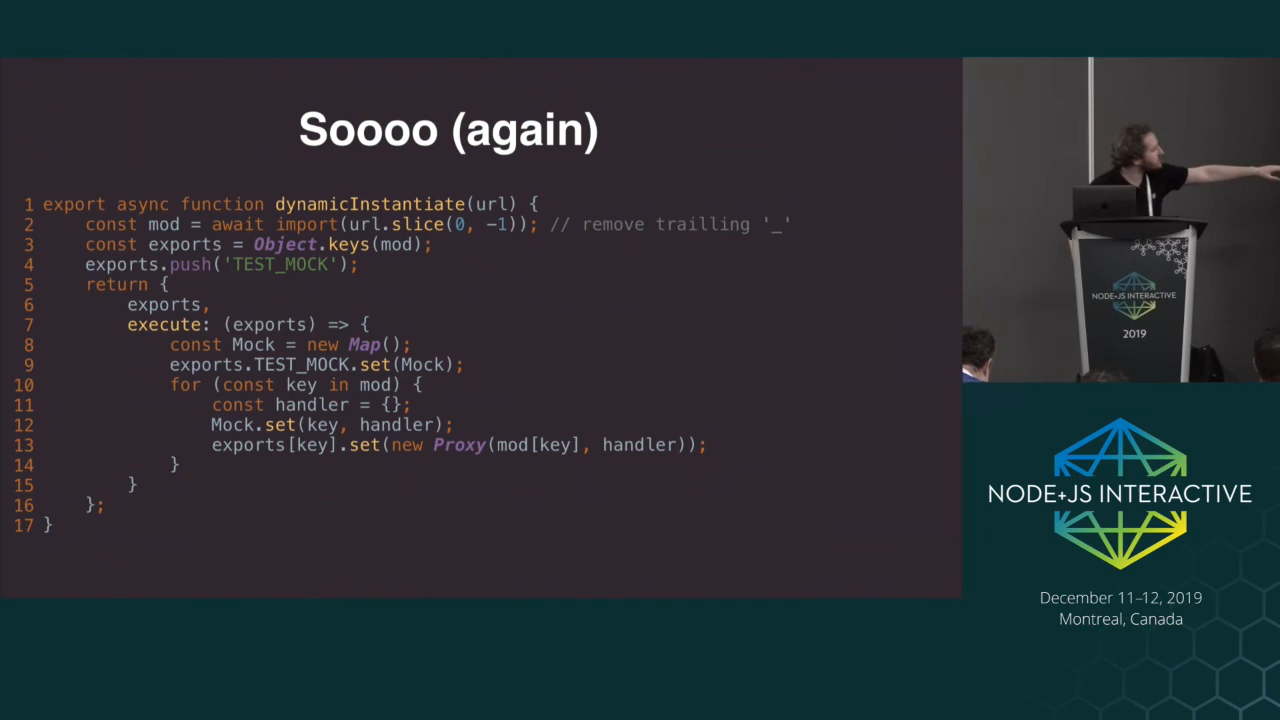 Soooo (again)
1 export async function dynamicInstantiate(url) {
2     const mod = await import(url.slice(0, -1)); // remove trailling '_'
3     const exports = Object.keys(mod);
4     exports.push('TEST_MOCK');
5     return {
6         exports,
7         execute: (exports) => {
8             const Mock = new Map();
9             exports.TEST_MOCK.set(Mock);
10             for (const key in mod) {
11                 const handler = {};
12                 Mock.set(key, handler);
13                 exports[key].set(new Proxy(mod[key], handler));
14             }
15         }
16     };
17 }
NODE+JS INTERACTIVE
2019
NODE+JS INTERACTIVE
December 11–12, 2019
Montreal, Canada